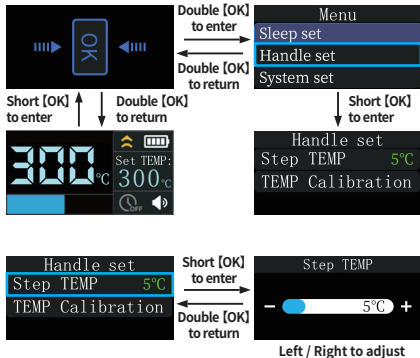 Double【OK】
to enter
Double【OK】
to return
OK
Menu
Sleep set
Handle set
System set
Short【OK】
to enter
Double【OK】
to return
Short【OK】
to enter
300℃
Set TEMP:
300℃
OFF
Handle set
Step TEMP 5℃
TEMP Calibration
Handle set
Step TEMP 5℃
TEMP Calibration
Short【OK】
to enter
Double【OK】
to return
Step TEMP
− 5℃ +
Left / Right to adjust